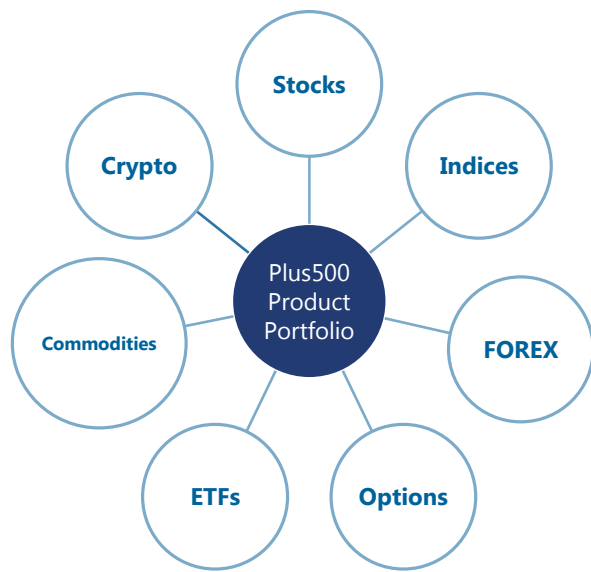 Stocks
Crypto
Indices
Plus500
Product
Portfolio
Commodities
FOREX
ETFs
Options